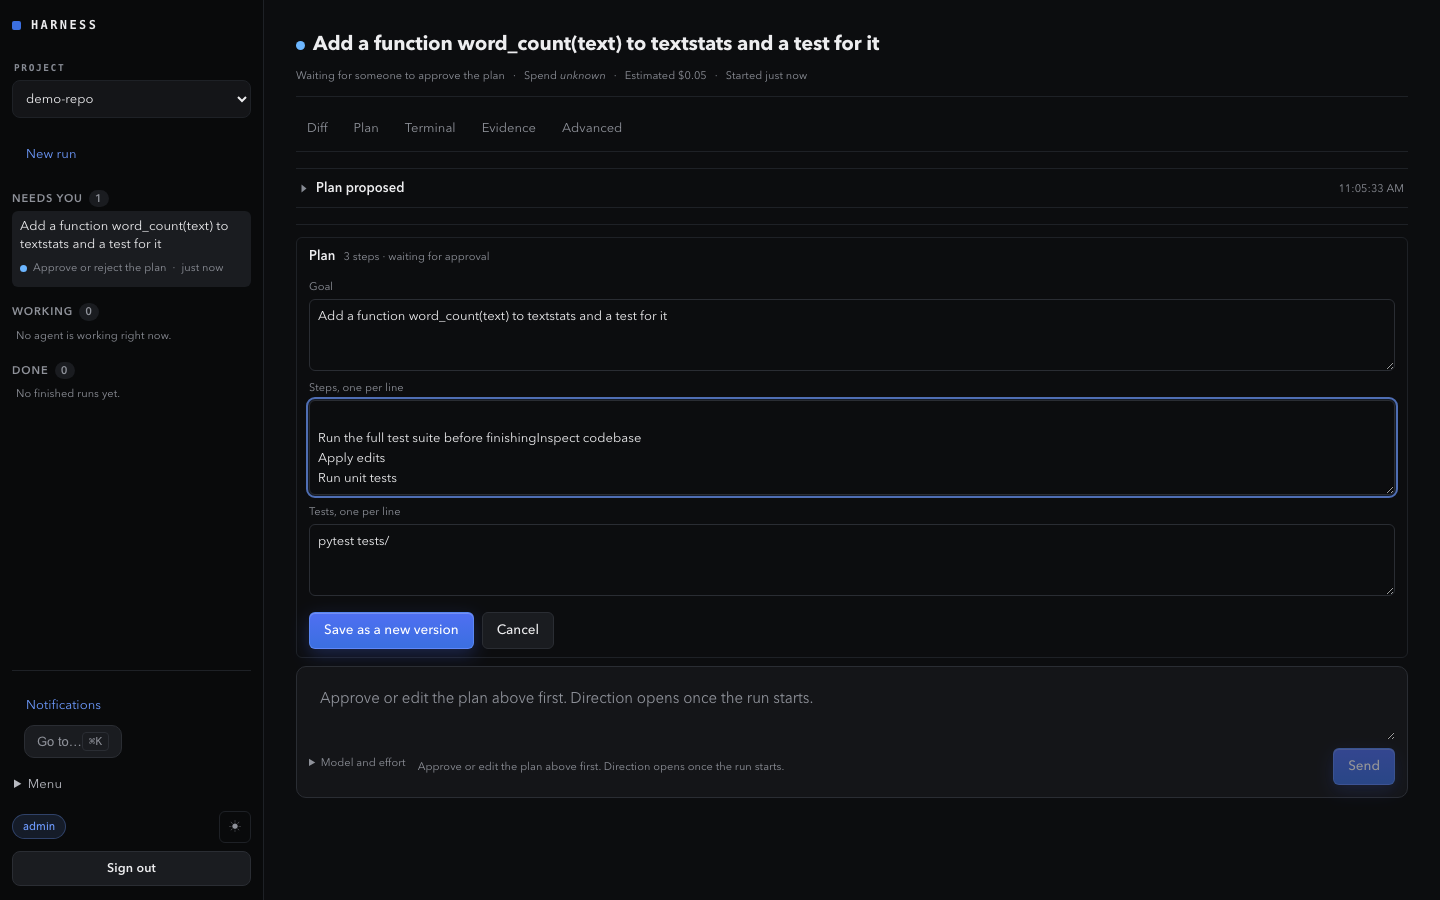 HARNESS
PROJECT
demo-repo
New run
NEEDS YOU 1
Add a function word_count(text) to
textstats and a test for it
Approve or reject the plan · just now
WORKING 0
No agent is working right now.
DONE 0
No finished runs yet.
Notifications
Go to... ⌘K
Menu
admin
Sign out
Add a function word_count(text) to textstats and a test for it
Waiting for someone to approve the plan · Spend unknown · Estimated $0.05 · Started just now
Diff Plan Terminal Evidence Advanced
Plan proposed 11:05:33 AM
Plan 3 steps · waiting for approval
Goal
Add a function word_count(text) to textstats and a test for it
Steps, one per line
Run the full test suite before finishingInspect codebase
Apply edits
Run unit tests
Tests, one per line
pytest tests/
Save as a new version Cancel
Approve or edit the plan above first. Direction opens once the run starts.
Model and effort Approve or edit the plan above first. Direction opens once the run starts.
Send